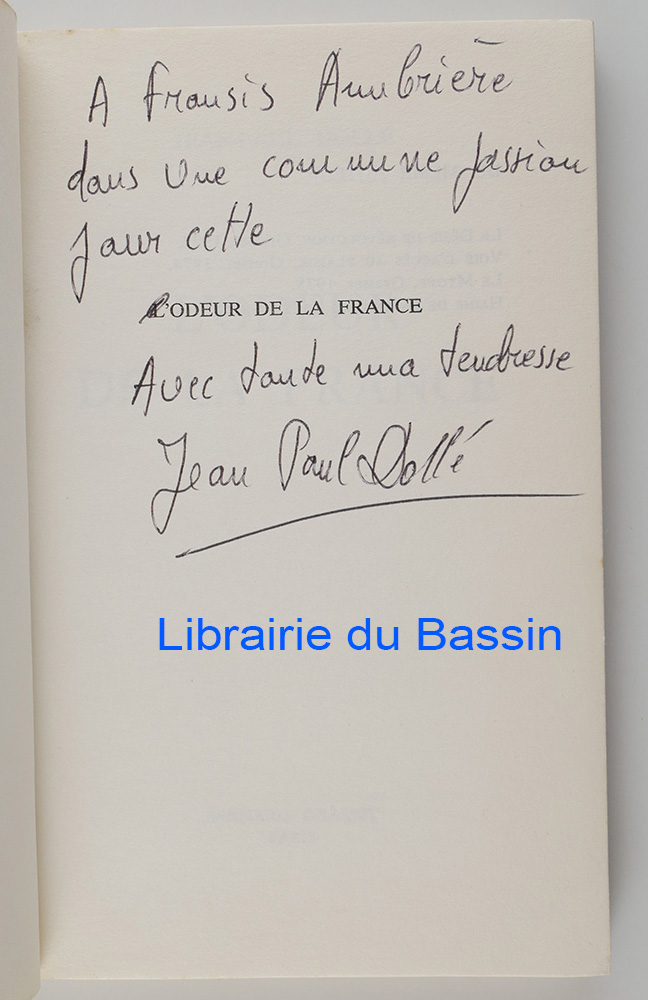 A Fransis Ambrière
dans une commune passion
pour cette
L'ODEUR DE LA FRANCE
Avec toute ma tendresse
Jean Paul Dollé
Librairie du Bassin